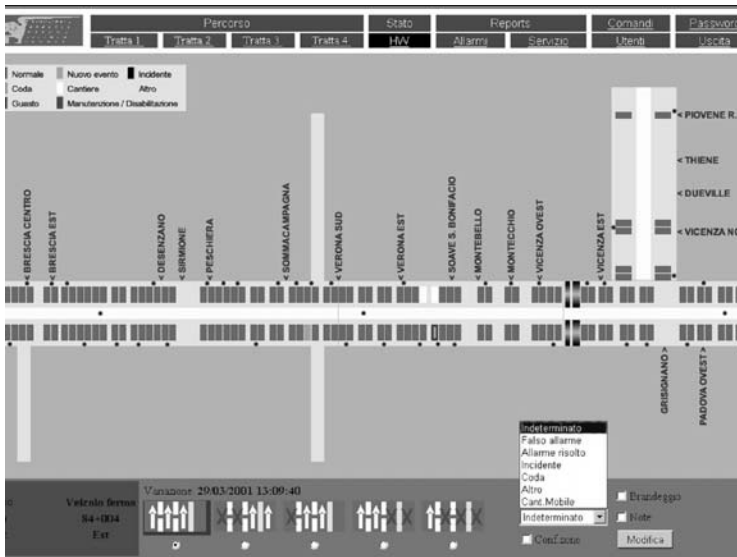 Percorso Stato Reports Comandi Password
Tratta 1 Tratta 2 Tratta 3 Tratta 4 HW Allarmi Servizio Utenti Uscita
Normale Nuovo evento Incidente
Coda Cantiere Altro
Guasto Manutenzione / Disabilitazione
< PIOVENE R.
< THIENE
< DUEVILLE
< VICENZA NO
< BRESCIA CENTRO
< BRESCIA EST
< DESENZANO
< SIRMIONE
< PESCHIERA
< SOMMACAMPAGNA
< VERONA SUD
< VERONA EST
< SOAVE S. BONIFACIO
< MONTEBELLO
< MONTECCHIO
< VICENZA OVEST
< VICENZA EST
GRISIGNANO >
PADOVA OVEST >
Indeterminato
Falso allarme
Allarme risolto
Incidente
Coda
Altro
Cant.Mobile
Indeterminato
Variazione 29/03/2001 13:09:40
Veicolo fermo
84+004
Est
Brandeggio
Note
Confizione
Modifica